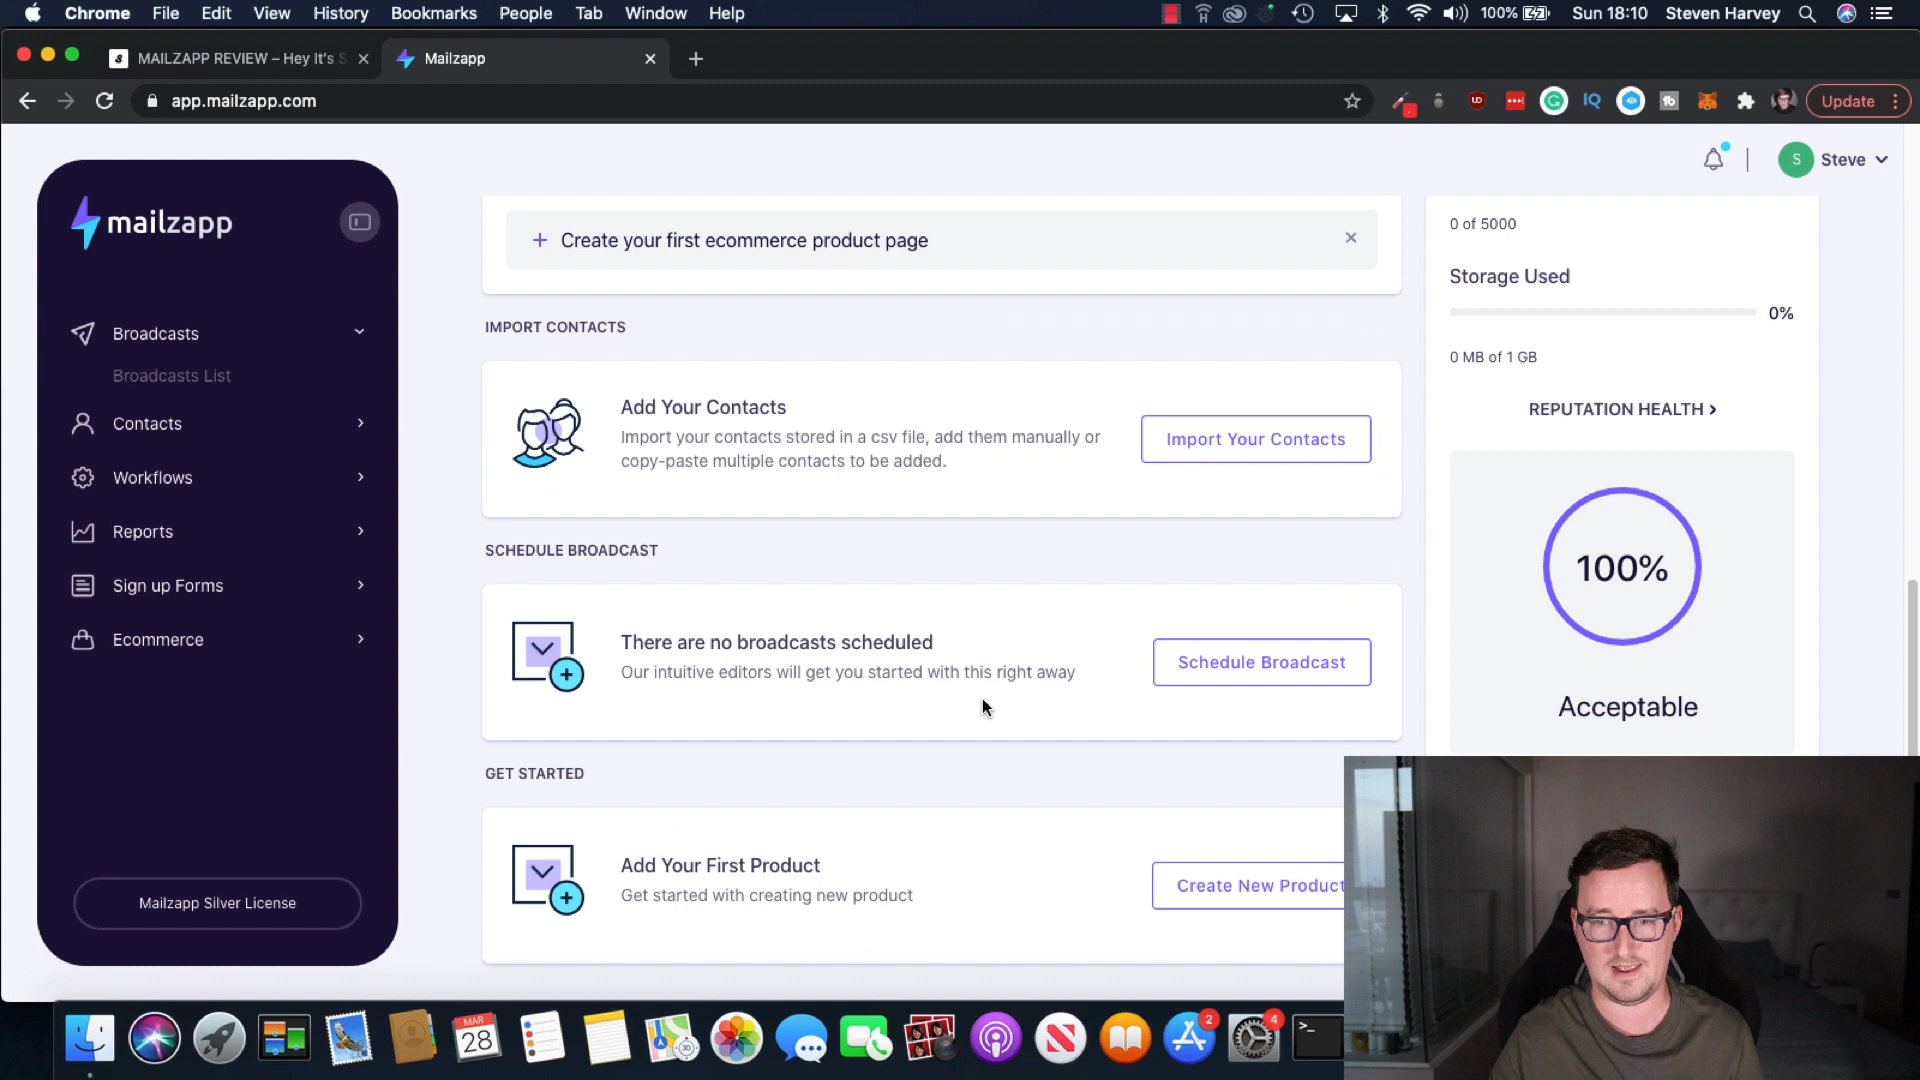 Chrome File Edit View History Bookmarks People Tab Window Help
100% Sun 18:10 Steven Harvey
MAILZAPP REVIEW – Hey It's S
Mailzapp
app.mailzapp.com
Update
mailzapp
S Steve
Broadcasts
Broadcasts List
Contacts
Workflows
Reports
Sign up Forms
Ecommerce
Mailzapp Silver License
Create your first ecommerce product page
IMPORT CONTACTS
Add Your Contacts
Import your contacts stored in a csv file, add them manually or
copy-paste multiple contacts to be added.
Import Your Contacts
SCHEDULE BROADCAST
There are no broadcasts scheduled
Our intuitive editors will get you started with this right away
Schedule Broadcast
GET STARTED
Add Your First Product
Get started with creating new product
Create New Product
0 of 5000
Storage Used
0%
0 MB of 1 GB
REPUTATION HEALTH
100%
Acceptable
MAR
28
2
4